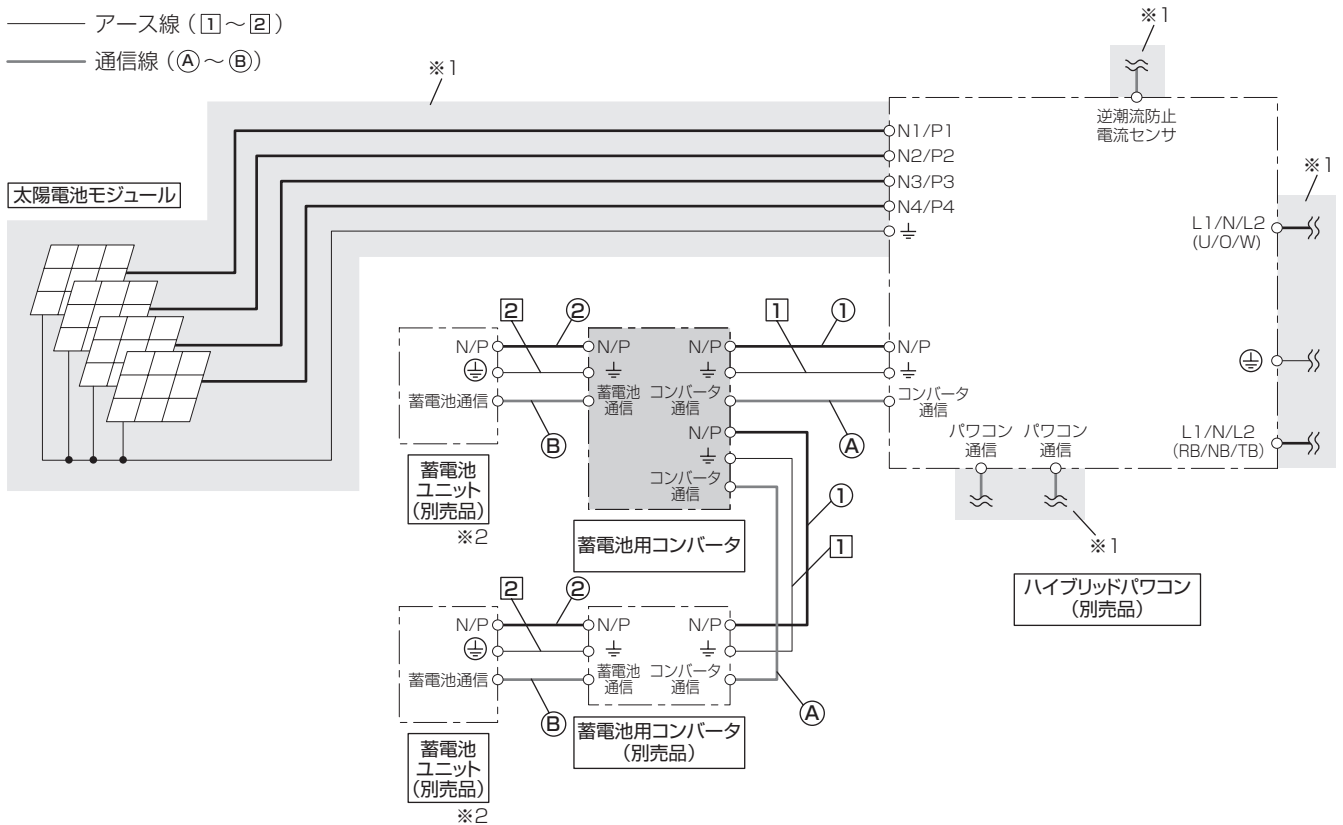 アース線（1～2）
通信線（Ⓐ～Ⓑ）
※1
※1
逆潮流防止
電流センサ
※1
N1/P1
N2/P2
N3/P3
N4/P4
太陽電池モジュール
L1/N/L2
(U/O/W)
2
②
1
①
N/P
N/P
N/P
N/P
蓄電池通信
蓄電池
通信
コンバータ
通信
コンバータ
通信
Ⓑ
Ⓐ
N/P
コンバータ
通信
パワコン
通信
パワコン
通信
L1/N/L2
(RB/NB/TB)
蓄電池
ユニット
(別売品)
※2
蓄電池用コンバータ
①
1
※1
ハイブリッドパワコン
(別売品)
2
②
N/P
N/P
N/P
蓄電池通信
蓄電池
通信
コンバータ
通信
Ⓑ
Ⓐ
蓄電池用コンバータ
(別売品)
蓄電池
ユニット
(別売品)
※2